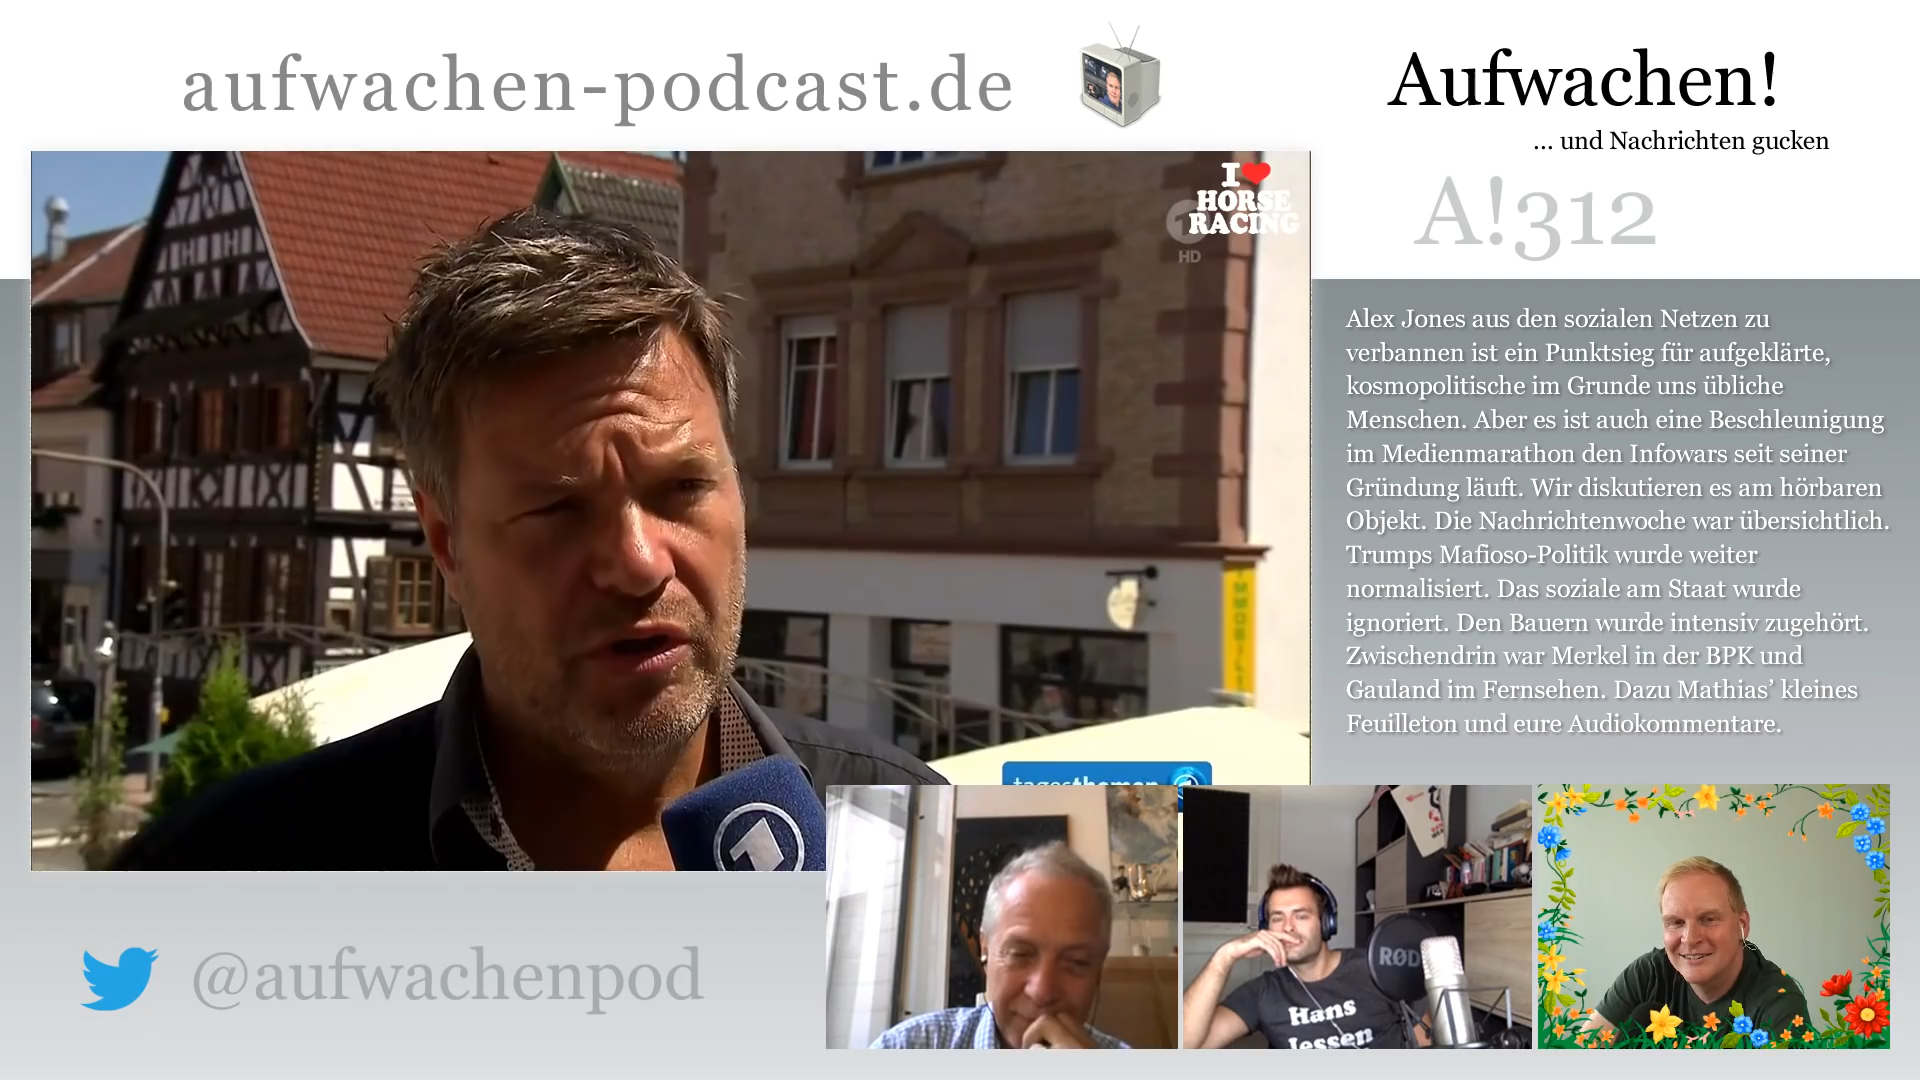 aufwachen-podcast.de
Aufwachen!
... und Nachrichten gucken
A!312
I
HORSE
RACING
HD
Alex Jones aus den sozialen Netzen zu
verbannen ist ein Punktsieg für aufgeklärte,
kosmopolitische im Grunde uns übliche
Menschen. Aber es ist auch eine Beschleunigung
im Medienmarathon den Infowars seit seiner
Gründung läuft. Wir diskutieren es am hörbaren
Objekt. Die Nachrichtenwoche war übersichtlich.
Trumps Mafioso-Politik wurde weiter
normalisiert. Das soziale am Staat wurde
ignoriert. Den Bauern wurde intensiv zugehört.
Zwischendrin war Merkel in der BPK und
Gauland im Fernsehen. Dazu Mathias’ kleines
Feuilleton und eure Audiokommentare.
tagesthemen
1
RØDE
Hans
Jessen
@aufwachenpod